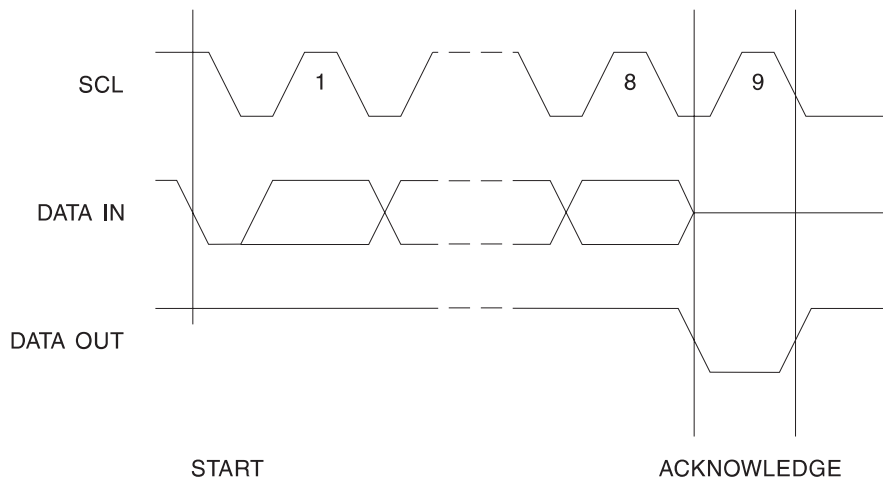 SCL
1
8
9
DATA IN
DATA OUT
START
ACKNOWLEDGE